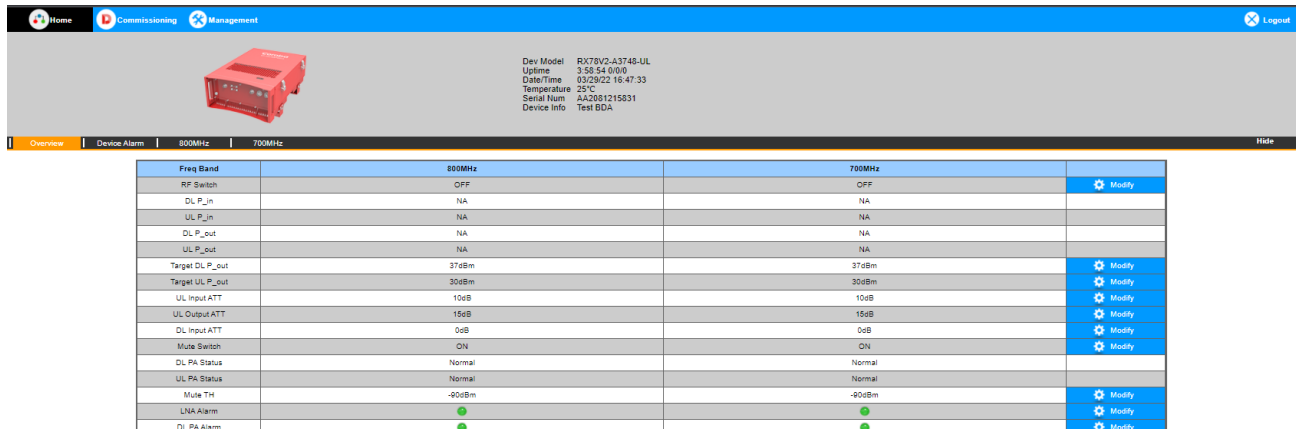 Home Commissioning Management Logout
Dev Model RX78V2-A3748-UL
Uptime 3:58:54 0/0/0
Date/Time 03/29/22 16:47:33
Temperature 25°C
Serial Num AA2081215831
Device Info Test BDA
Overview Device Alarm 800MHz 700MHz Hide
Freq Band 800MHz 700MHz
RF Switch OFF OFF Modify
DL P_in NA NA
UL P_in NA NA
DL P_out NA NA
UL P_out NA NA
Target DL P_out 37dBm 37dBm Modify
Target UL P_out 30dBm 30dBm Modify
UL Input ATT 10dB 10dB Modify
UL Output ATT 15dB 15dB Modify
DL Input ATT 0dB 0dB Modify
Mute Switch ON ON Modify
DL PA Status Normal Normal
UL PA Status Normal Normal
Mute TH -90dBm -90dBm Modify
LNA Alarm Modify
DL PA Alarm Modify